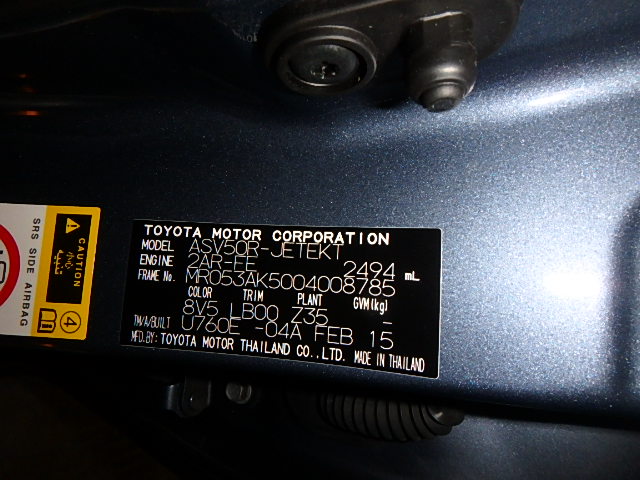 TOYOTA MOTOR CORPORATION
MODEL ASV50R-JETEKT
ENGINE 2AR-FE 2494 mL
FRAME No. MR053AK5004008785
COLOR TRIM PLANT GVM(kg)
8V5 LB00 Z35 -
TM/A/BUILT U760E -04A FEB 15
MFD.BY: TOYOTA MOTOR THAILAND CO.,LTD. MADE IN THAILAND
CAUTION
تنبيه
SRS SIDE AIRBAG
4